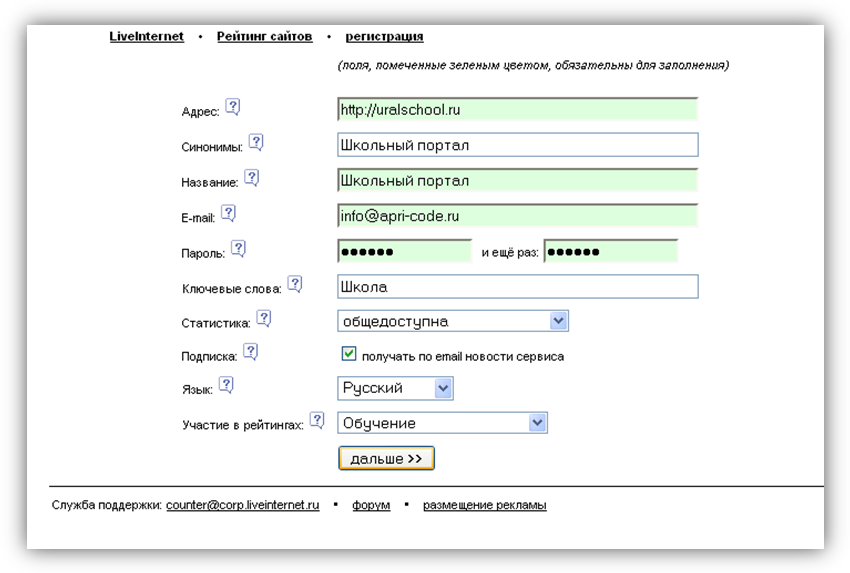 LiveInternet • Рейтинг сайтов • регистрация
(поля, помеченные зеленым цветом, обязательны для заполнения)
Адрес: ? http://uralschool.ru
Синонимы: ? Школьный портал
Название: ? Школьный портал
E-mail: ? info@apri-code.ru
Пароль: ? •••••• и ещё раз: ••••••
Ключевые слова: ? Школа
Статистика: ? общедоступна
Подписка: ? получать по email новости сервиса
Язык: ? Русский
Участие в рейтингах: ? Обучение
дальше >>
Служба поддержки: counter@corp.liveinternet.ru • форум • размещение рекламы